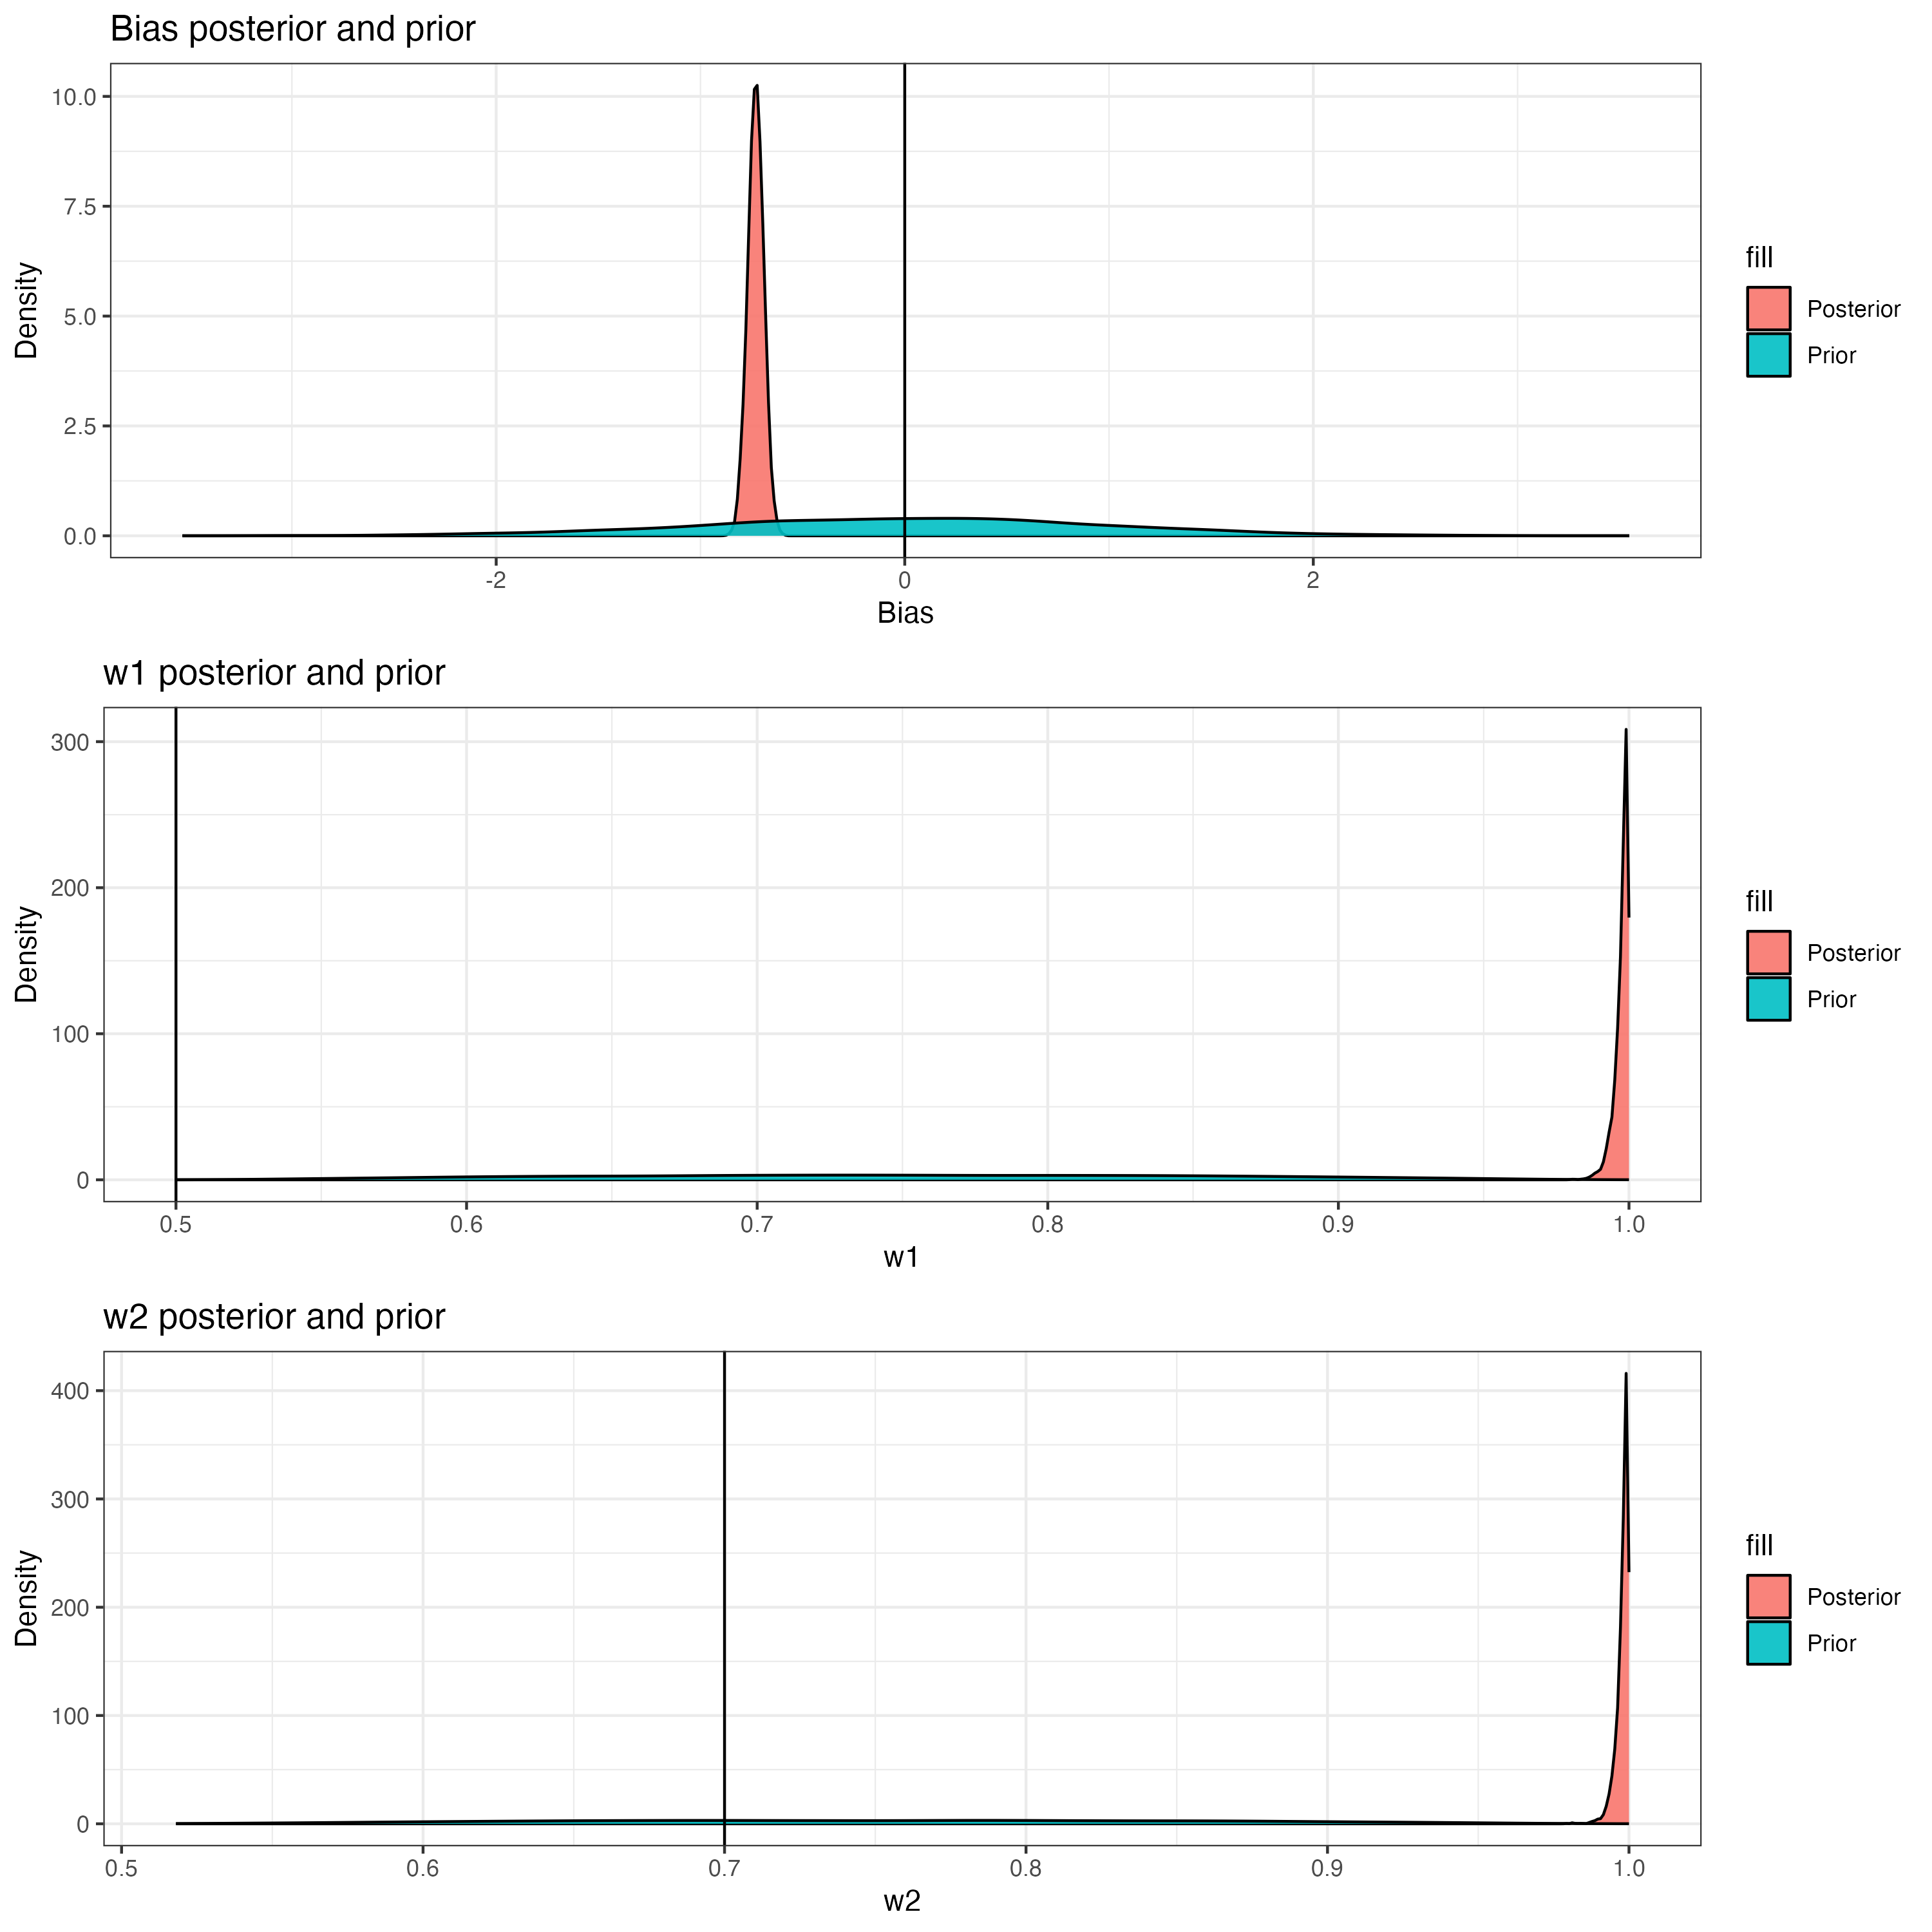 Bias posterior and prior
10.0
7.5
5.0
2.5
0.0
Density
-2 0 2
Bias
fill
Posterior
Prior
w1 posterior and prior
300
200
100
0
Density
0.5 0.6 0.7 0.8 0.9 1.0
w1
fill
Posterior
Prior
w2 posterior and prior
400
300
200
100
0
Density
0.5 0.6 0.7 0.8 0.9 1.0
w2
fill
Posterior
Prior